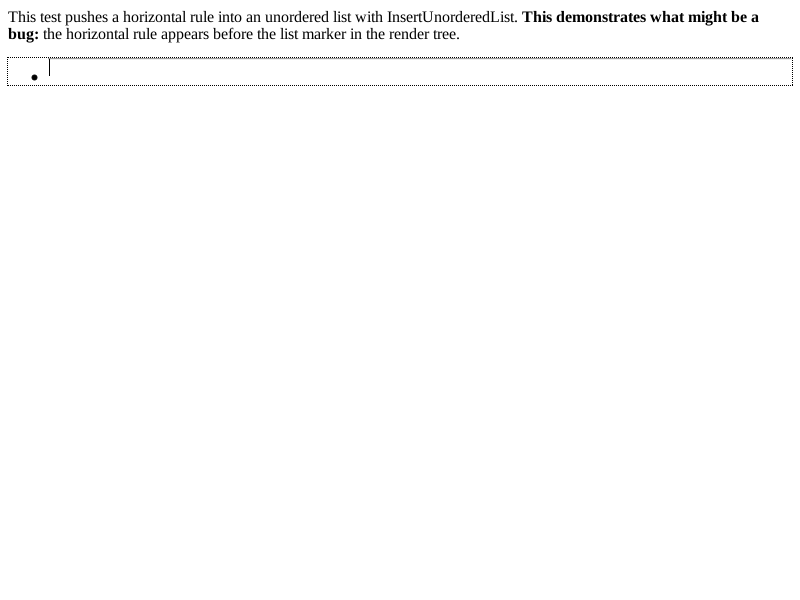 This test pushes a horizontal rule into an unordered list with InsertUnorderedList. This demonstrates what might be a
bug: the horizontal rule appears before the list marker in the render tree.